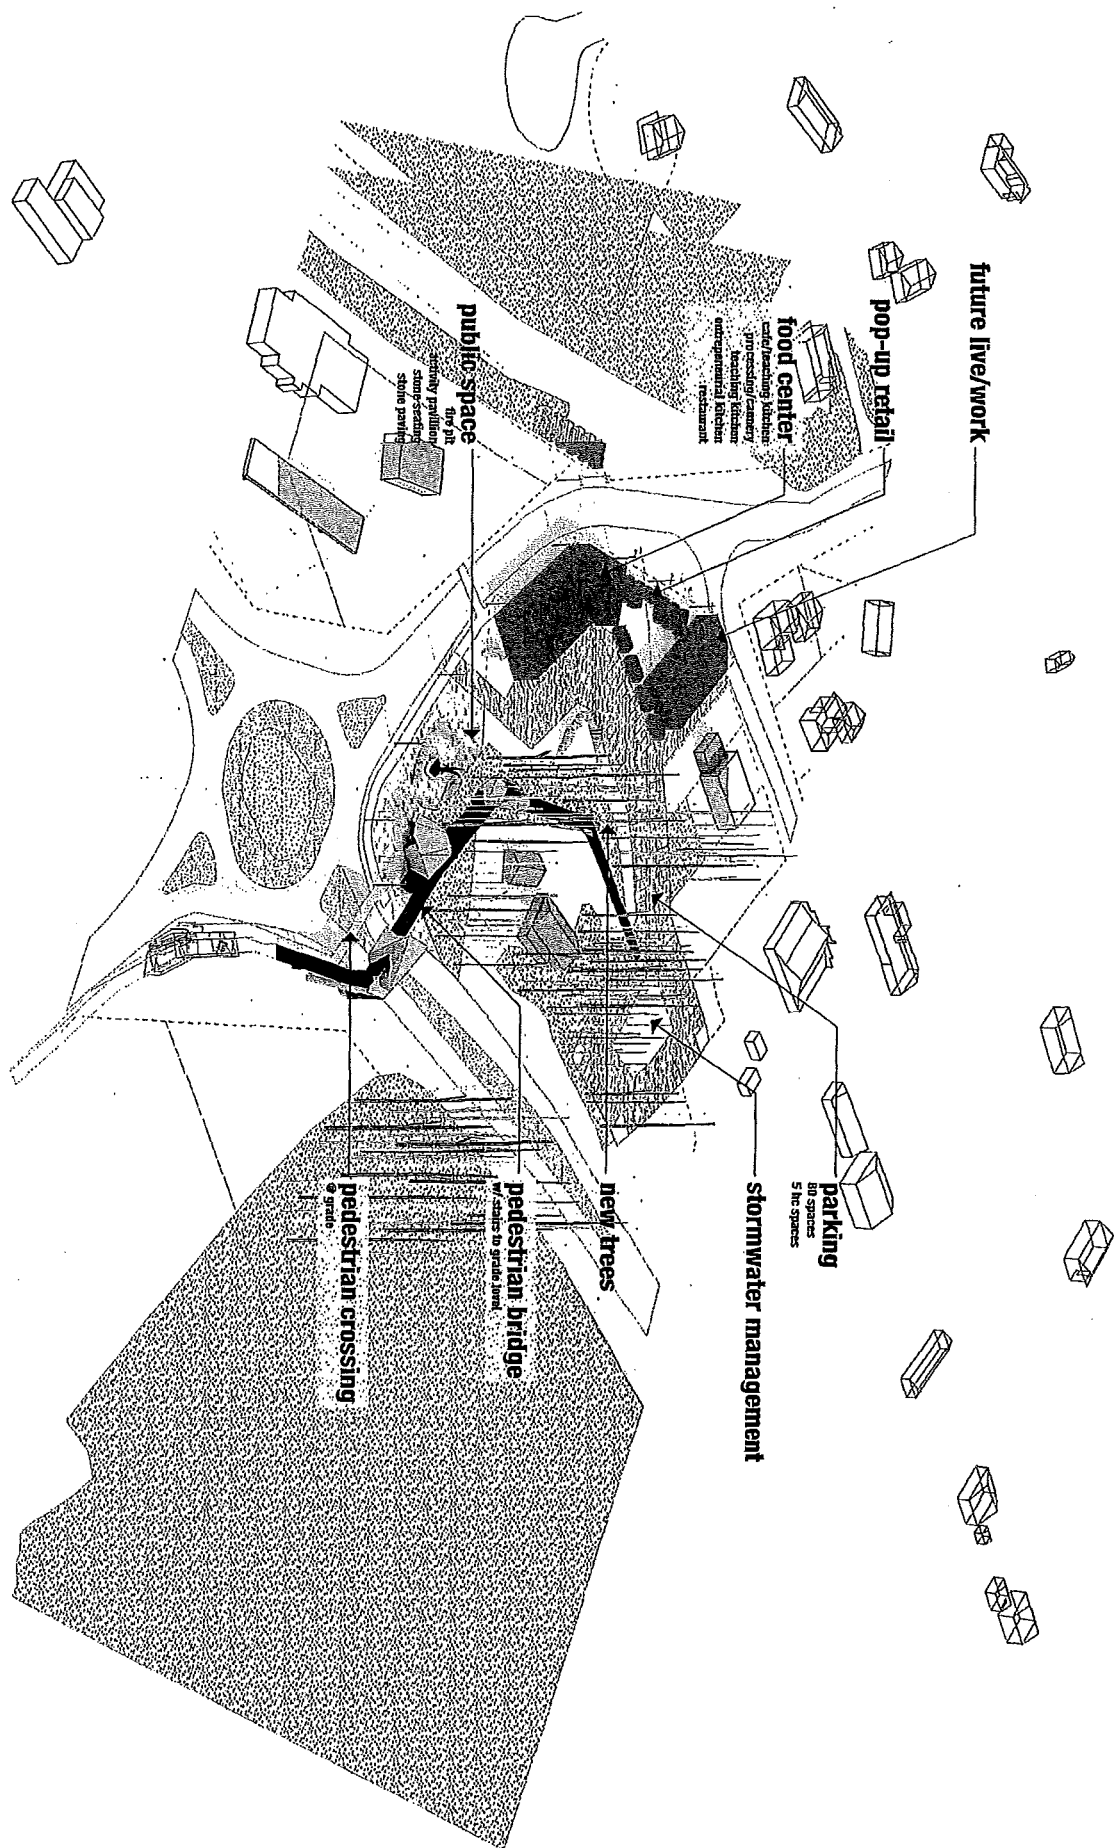 future live/work
pop-up retail
food center
cafe/teaching kitchen
processing/cannery
teaching kitchen
entrepreneurial kitchen
restaurant
public space
fire pit
activity pavilion
stone seating
stone paving
parking
80 spaces
5 hc spaces
stormwater management
new trees
pedestrian bridge
w/ stairs to grade level
pedestrian crossing
@ grade